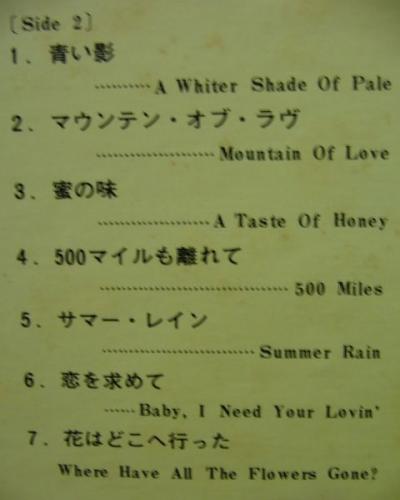 [Side 2]
1. 青い影
............A Whiter Shade Of Pale
2. マウンテン・オブ・ラヴ
........................Mountain Of Love
3. 蜜の味
.......................A Taste Of Honey
4. 500マイルも離れて
......................................500 Miles
5. サマー・レイン
...............................Summer Rain
6. 恋を求めて
......Baby, I Need Your Lovin'
7. 花はどこへ行った
Where Have All The Flowers Gone?